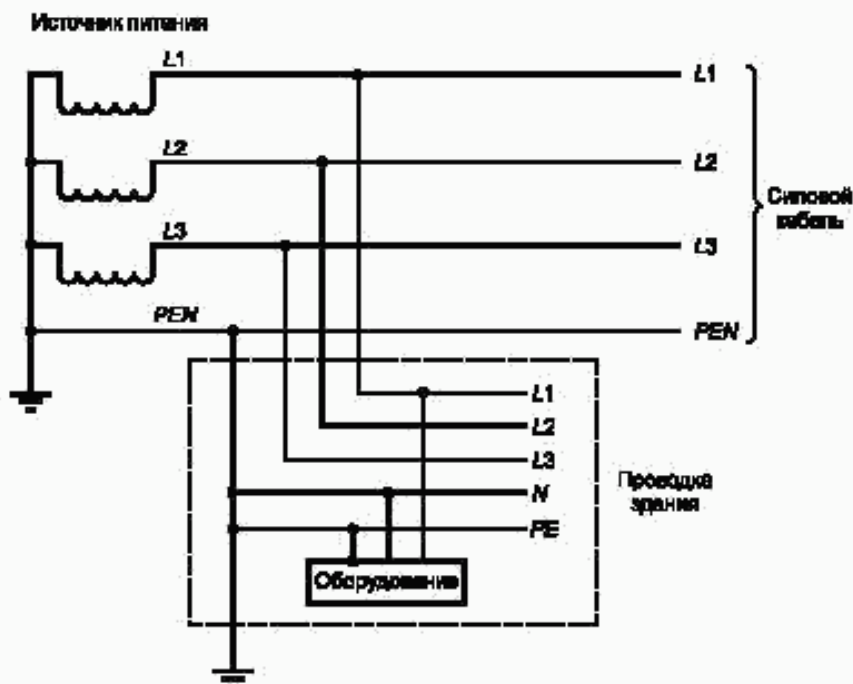 Источник питания
L1
L1
L2
L2
Силовой
кабель
L3
L3
PEN
PEN
L1
L2
L3
Проводка
здания
N
PE
Оборудование